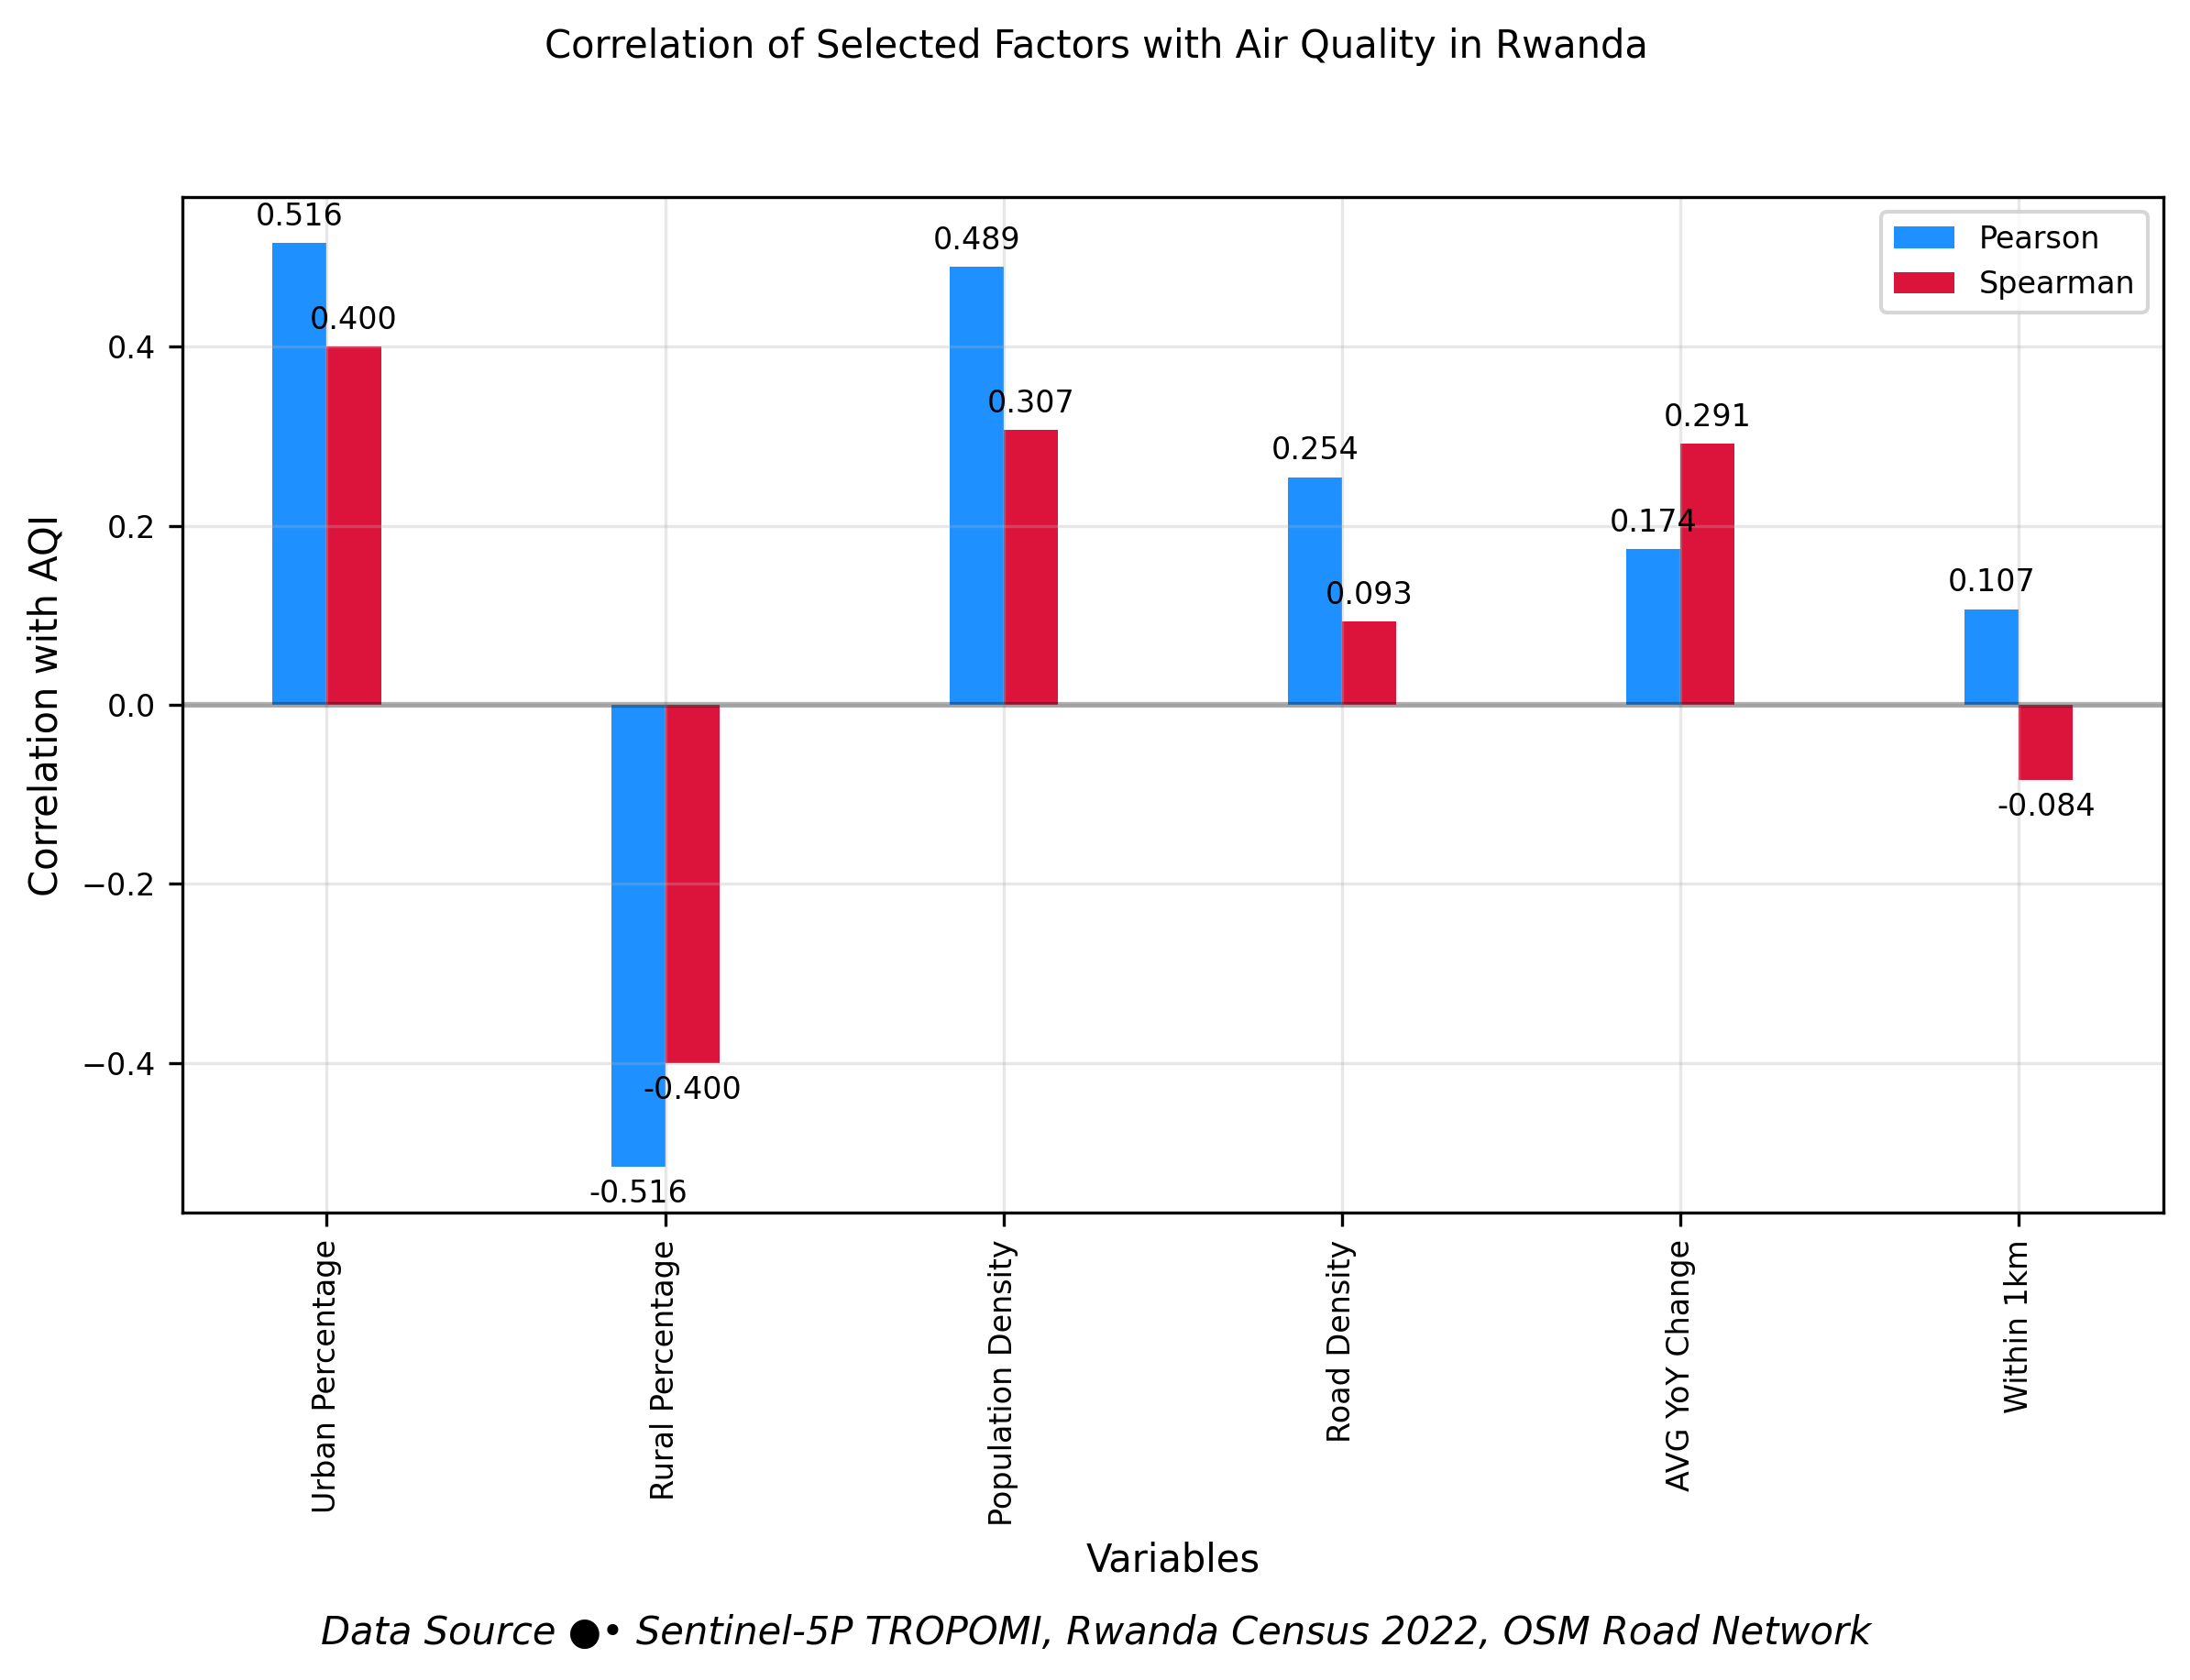 Correlation of Selected Factors with Air Quality in Rwanda
Pearson
Spearman
0.516
0.400
-0.516
-0.400
0.489
0.307
0.254
0.093
0.174
0.291
0.107
-0.084
Correlation with AQI
0.4
0.2
0.0
−0.2
−0.4
Urban Percentage
Rural Percentage
Population Density
Road Density
AVG YoY Change
Within 1km
Variables
Data Source ●• Sentinel-5P TROPOMI, Rwanda Census 2022, OSM Road Network